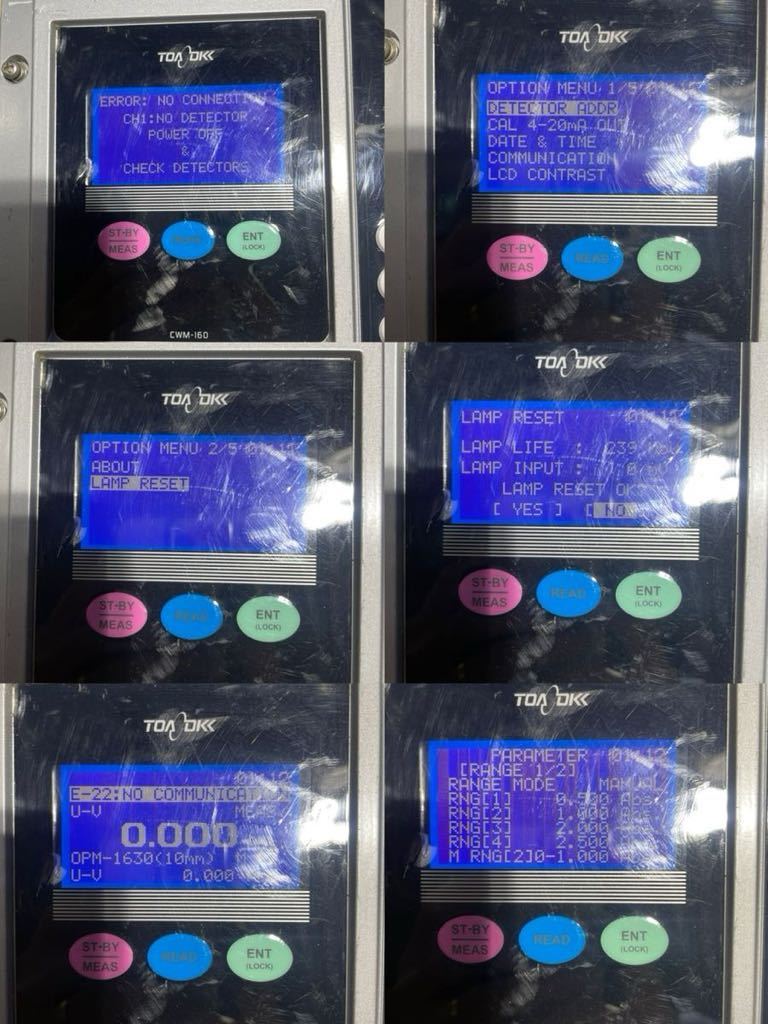 TOA DKK
ERROR: NO CONNECTION
CH1:NO DETECTOR
POWER OFF
&
CHECK DETECTORS
ST-BY
MEAS
READ
ENT
(LOCK)
CWM-160
TOA DKK
OPTION MENU 1/5
DETECTOR ADDR
CAL 4-20mA OUT
DATE & TIME
COMMUNICATION
LCD CONTRAST
ST-BY
MEAS
READ
ENT
(LOCK)
TOA DKK
OPTION MENU 2/5
ABOUT
LAMP RESET
ST-BY
MEAS
READ
ENT
(LOCK)
TOA DKK
LAMP RESET
LAMP LIFE : 239
LAMP INPUT :
LAMP RESET OK
[ YES ] [ NO
ST-BY
MEAS
READ
ENT
(LOCK)
TOA DKK
E-22:NO COMMUNICATION
U-V
0.000
OPM-1630(10mm)
U-V 0.000
ST-BY
MEAS
READ
ENT
(LOCK)
TOA DKK
PARAMETER
[RANGE 1/2]
RANGE MODE MANUAL
RNG[1] 0.500 Abs
RNG[2] 1.000 Abs
RNG[3] 2.000 Abs
RNG[4] 2.500
M RNG[2]0-1.000
ST-BY
MEAS
READ
ENT
(LOCK)